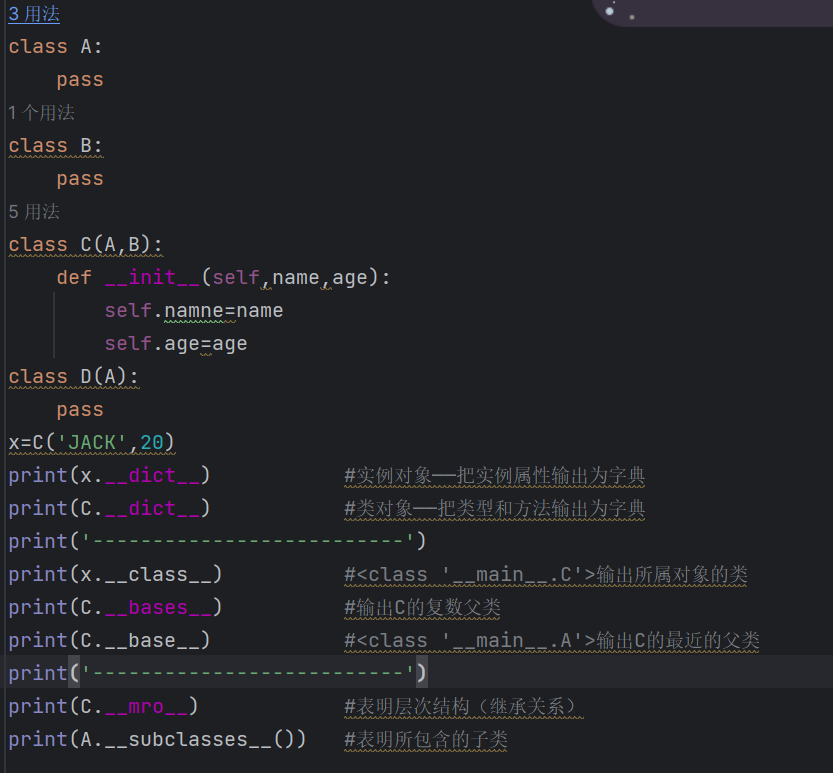 3 用法
class A:
    pass
1 个用法
class B:
    pass
5 用法
class C(A,B):
    def __init__(self,name,age):
        self.namne=name
        self.age=age
class D(A):
    pass
x=C('JACK',20)
print(x.__dict__)           #实例对象——把实例属性输出为字典
print(C.__dict__)           #类对象——把类型和方法输出为字典
print('--------------------------')
print(x.__class__)          #<class '__main__.C'>输出所属对象的类
print(C.__bases__)          #输出C的复数父类
print(C.__base__)           #<class '__main__.A'>输出C的最近的父类
print('--------------------------')
print(C.__mro__)            #表明层次结构（继承关系）
print(A.__subclasses__())   #表明所包含的子类